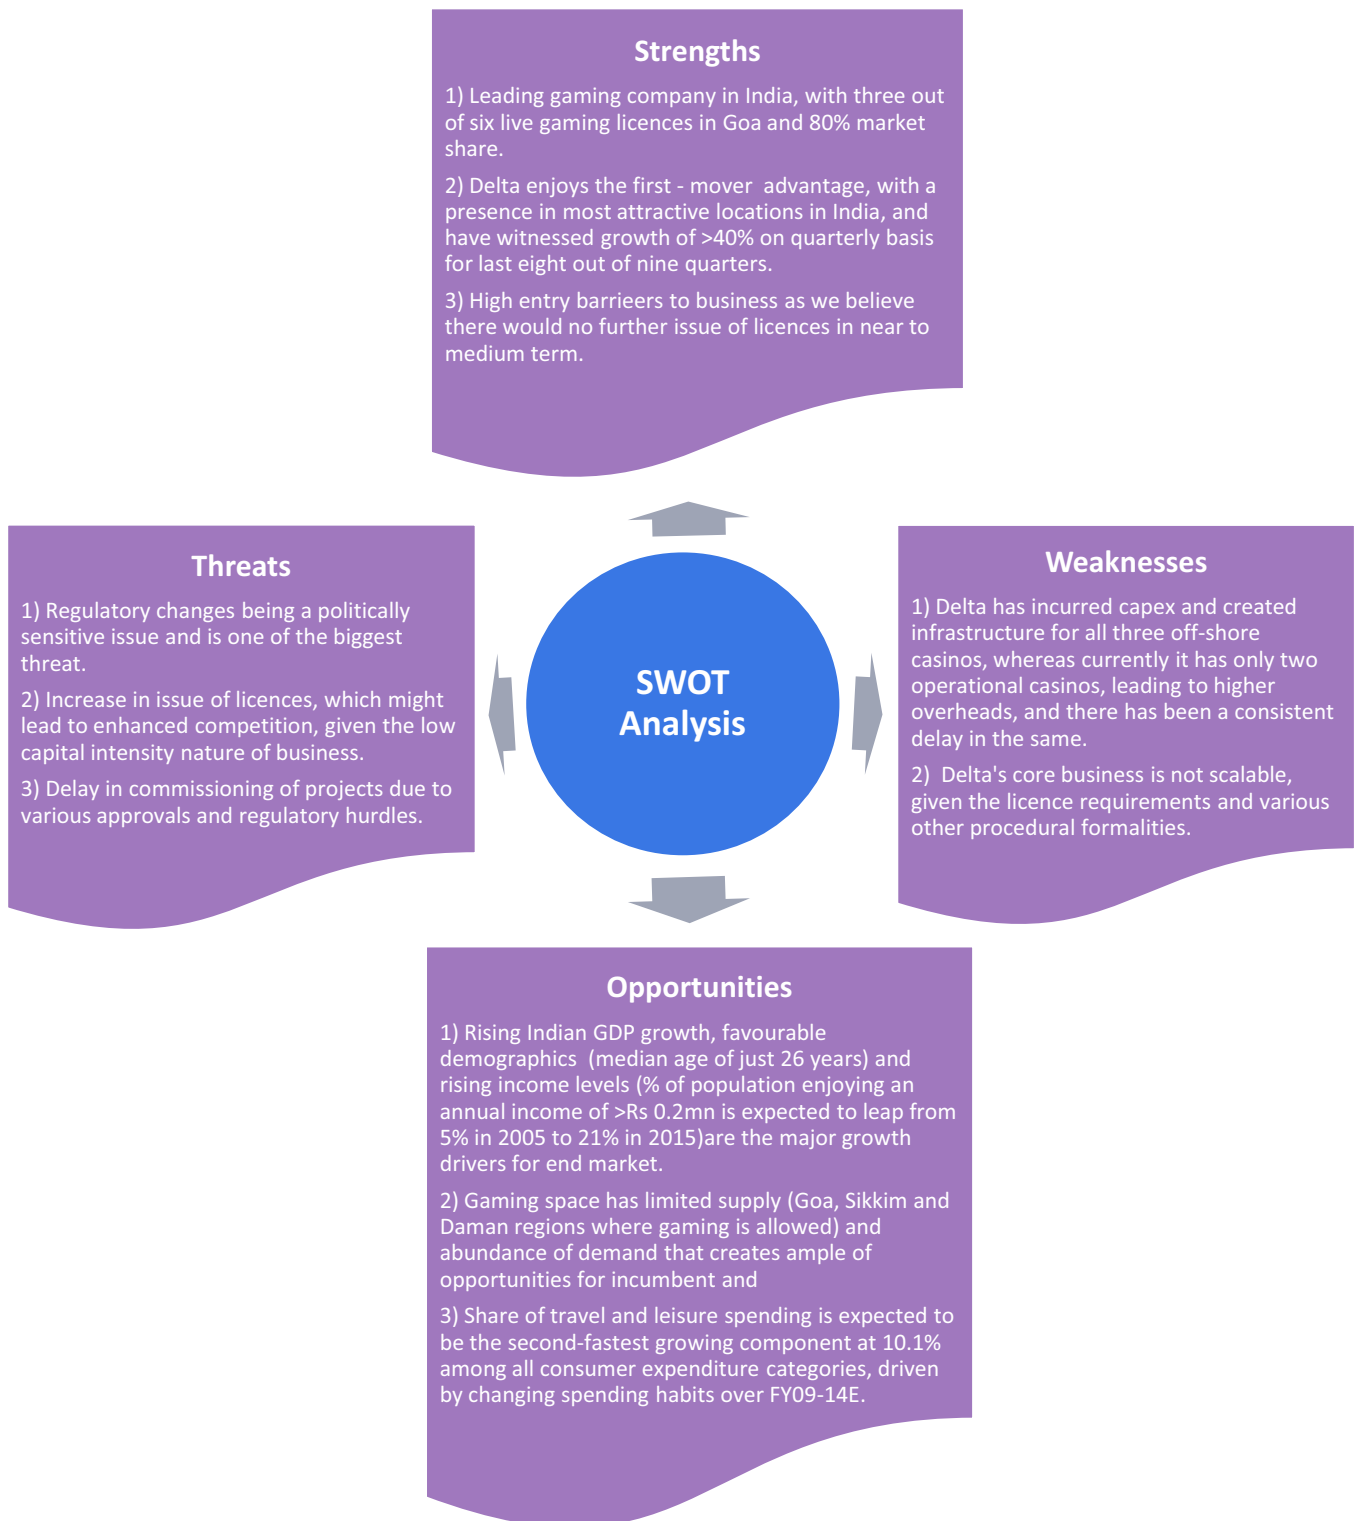 Strengths
1) Leading gaming company in India, with three out
of six live gaming licences in Goa and 80% market
share.
2) Delta enjoys the first - mover  advantage, with a
presence in most attractive locations in India, and
have witnessed growth of >40% on quarterly basis
for last eight out of nine quarters.
3) High entry barrieers to business as we believe
there would no further issue of licences in near to
medium term.
Threats
1) Regulatory changes being a politically
sensitive issue and is one of the biggest
threat.
2) Increase in issue of licences, which might
lead to enhanced competition, given the low
capital intensity nature of business.
3) Delay in commissioning of projects due to
various approvals and regulatory hurdles.
SWOT
Analysis
Weaknesses
1) Delta has incurred capex and created
infrastructure for all three off-shore
casinos, whereas currently it has only two
operational casinos, leading to higher
overheads, and there has been a consistent
delay in the same.
2)  Delta's core business is not scalable,
given the licence requirements and various
other procedural formalities.
Opportunities
1) Rising Indian GDP growth, favourable
demographics  (median age of just 26 years) and
rising income levels (% of population enjoying an
annual income of >Rs 0.2mn is expected to leap from
5% in 2005 to 21% in 2015)are the major growth
drivers for end market.
2) Gaming space has limited supply (Goa, Sikkim and
Daman regions where gaming is allowed) and
abundance of demand that creates ample of
opportunities for incumbent and
3) Share of travel and leisure spending is expected to
be the second-fastest growing component at 10.1%
among all consumer expenditure categories, driven
by changing spending habits over FY09-14E.